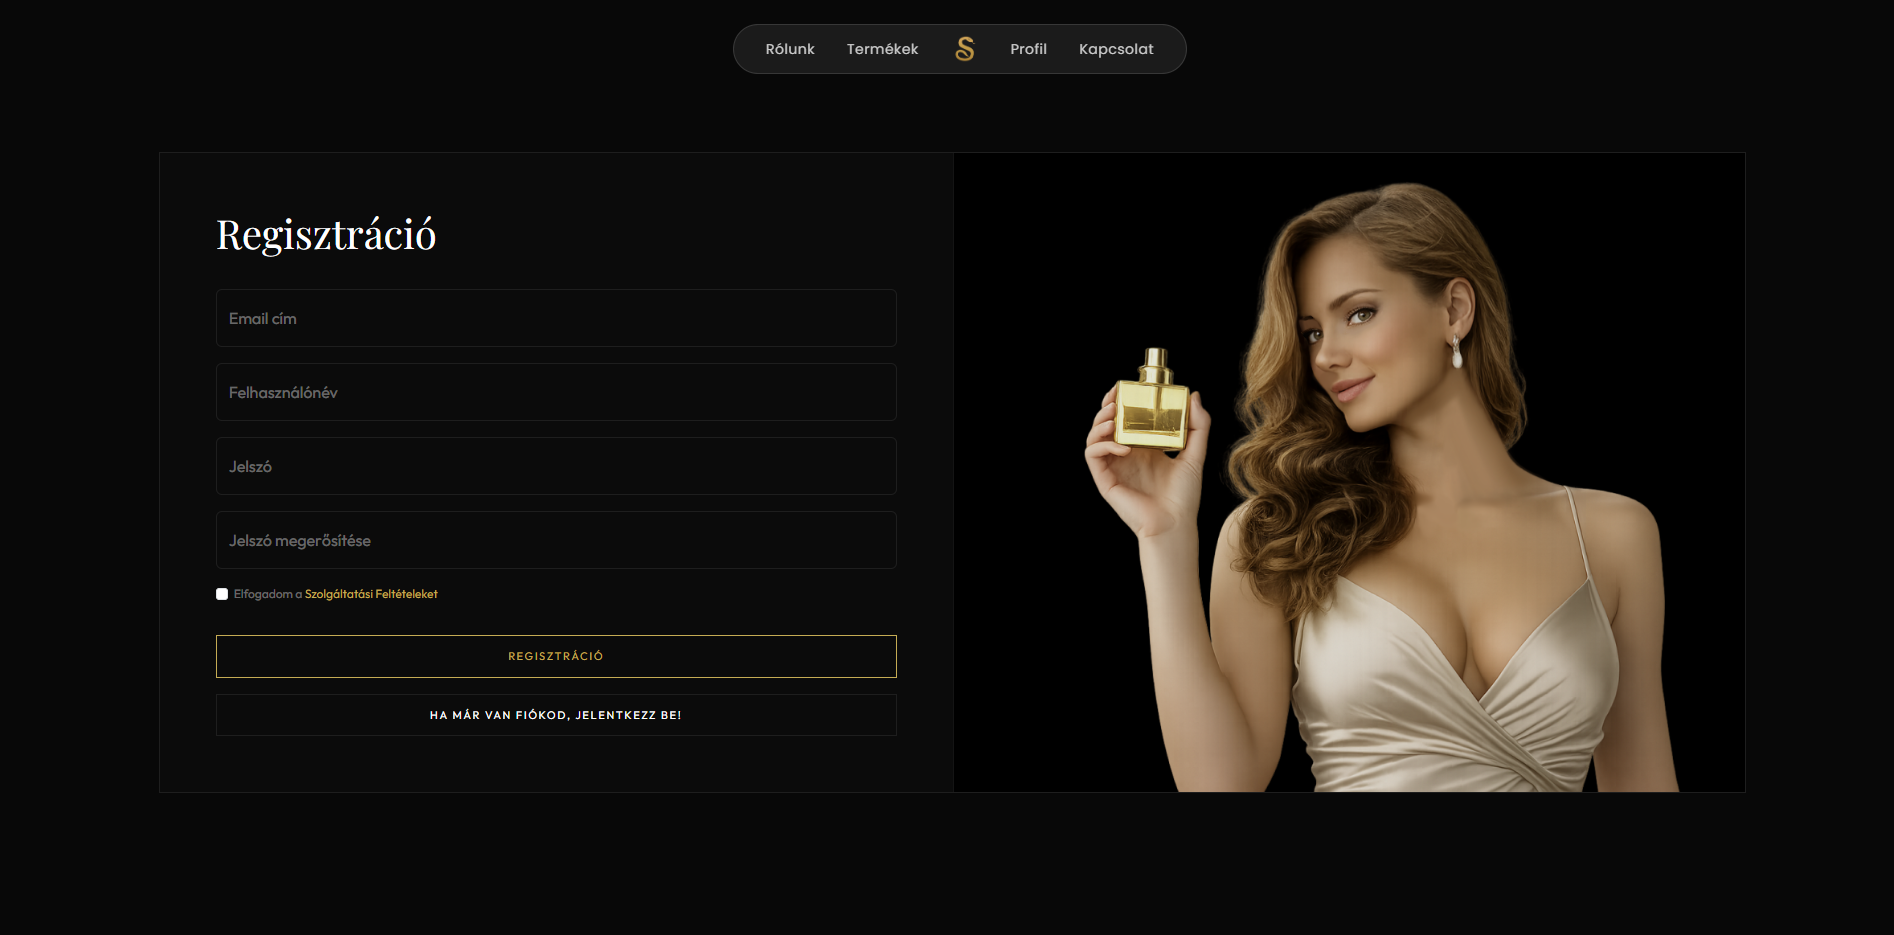 Rólunk Termékek S Profil Kapcsolat
Regisztráció
Email cím
Felhasználónév
Jelszó
Jelszó megerősítése
Elfogadom a Szolgáltatási Feltételeket
REGISZTRÁCIÓ
HA MÁR VAN FIÓKOD, JELENTKEZZ BE!